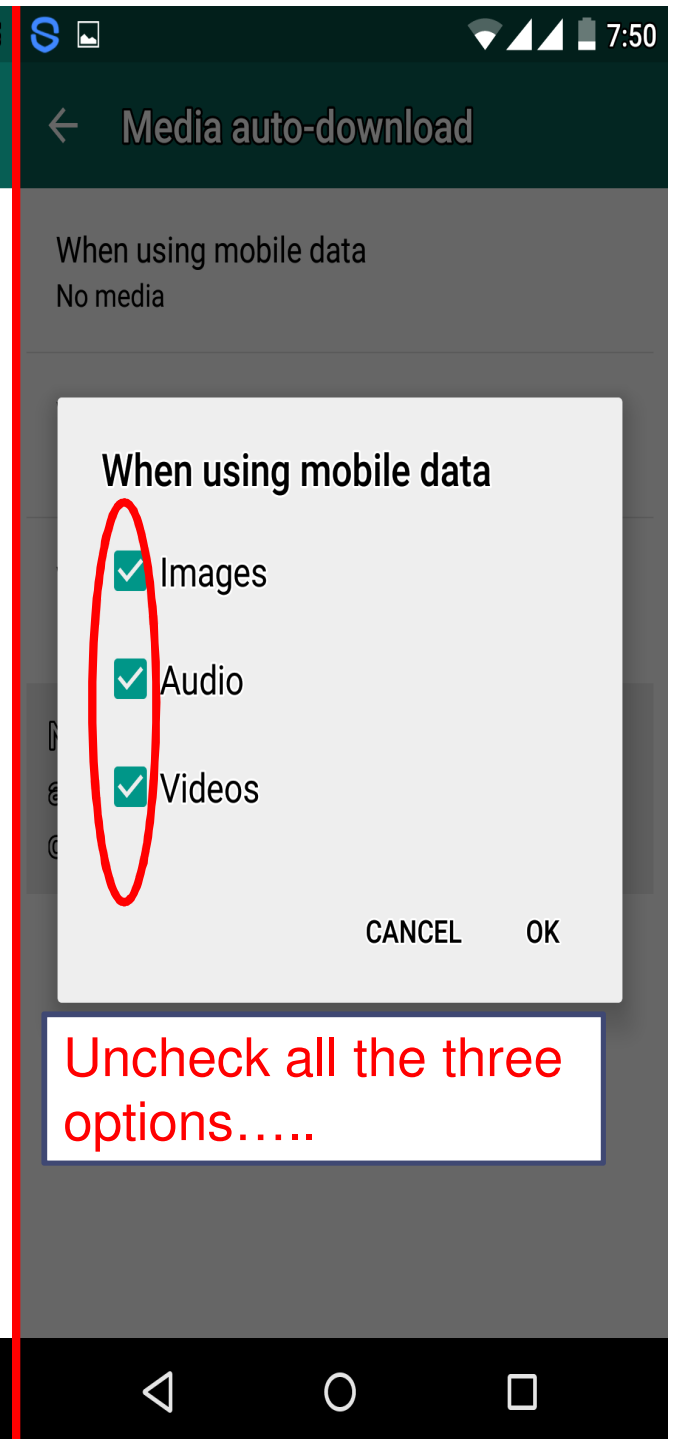 7:50
Media auto-download
When using mobile data
No media
When using mobile data
Images
Audio
Videos
CANCEL OK
Uncheck all the three
options…..